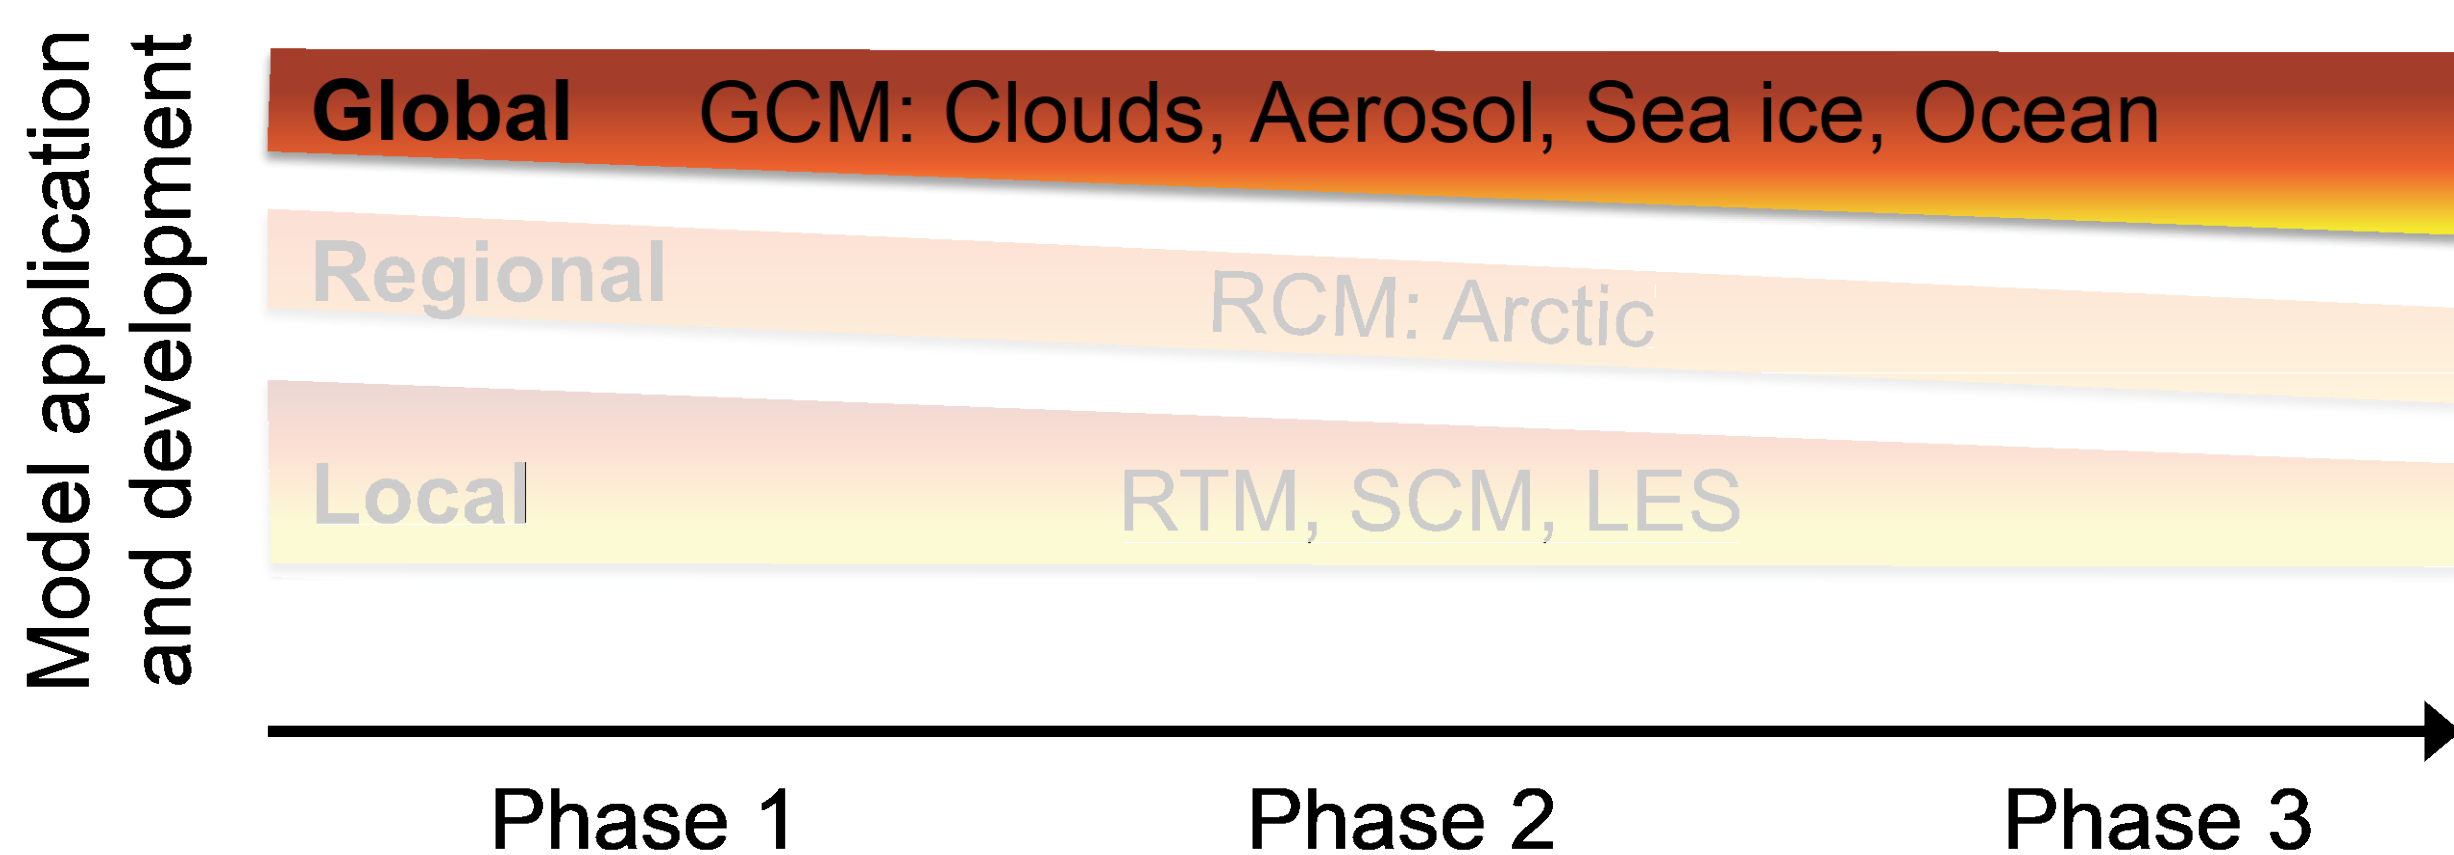 Model application
and development
Global GCM: Clouds, Aerosol, Sea ice, Ocean
Regional RCM: Arctic
Local RTM, SCM, LES
Phase 1 Phase 2 Phase 3